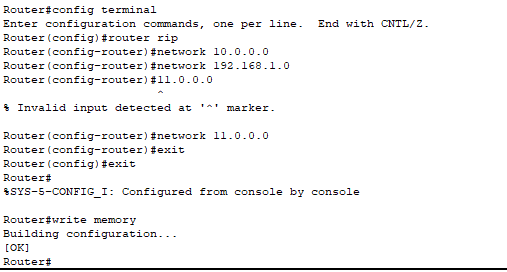 Router#config terminal
Enter configuration commands, one per line.  End with CNTL/Z.
Router(config)#router rip
Router(config-router)#network 10.0.0.0
Router(config-router)#network 192.168.1.0
Router(config-router)#11.0.0.0
                      ^
% Invalid input detected at '^' marker.

Router(config-router)#network 11.0.0.0
Router(config-router)#exit
Router(config)#exit
Router#
%SYS-5-CONFIG_I: Configured from console by console

Router#write memory
Building configuration...
[OK]
Router#